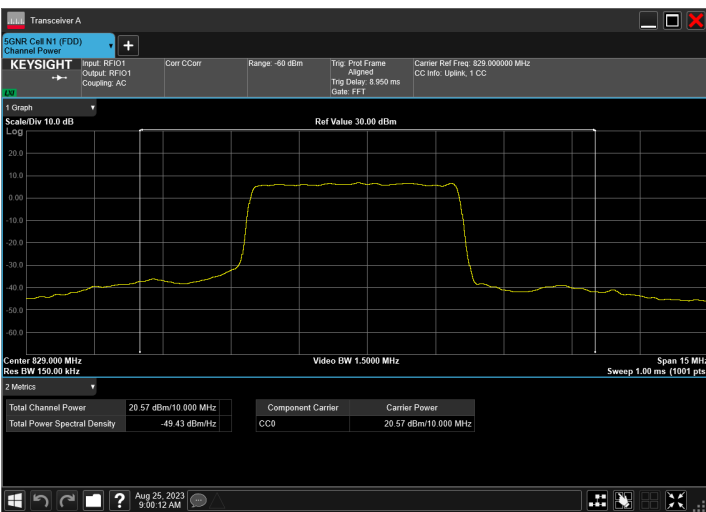 Transceiver A
5GNR Cell N1 (FDD)
Channel Power
KEYSIGHT
Input: RFIO1
Output: RFIO1
Coupling: AC
Corr CCorr
Range: -60 dBm
Trig: Prot Frame
Aligned
Trig Delay: 8.950 ms
Gate: FFT
Carrier Ref Freq: 829.000000 MHz
CC Info: Uplink, 1 CC
1 Graph
Scale/Div 10.0 dB
Ref Value 30.00 dBm
Log
20.0
10.0
0.00
-10.0
-20.0
-30.0
-40.0
-50.0
-60.0
Center 829.000 MHz
Video BW 1.5000 MHz
Span 15 MHz
Res BW 150.00 kHz
Sweep 1.00 ms (1001 pts
2 Metrics
Total Channel Power 20.57 dBm/10.000 MHz
Total Power Spectral Density -49.43 dBm/Hz
Component Carrier Carrier Power
CC0 20.57 dBm/10.000 MHz
Aug 25, 2023
9:00:12 AM